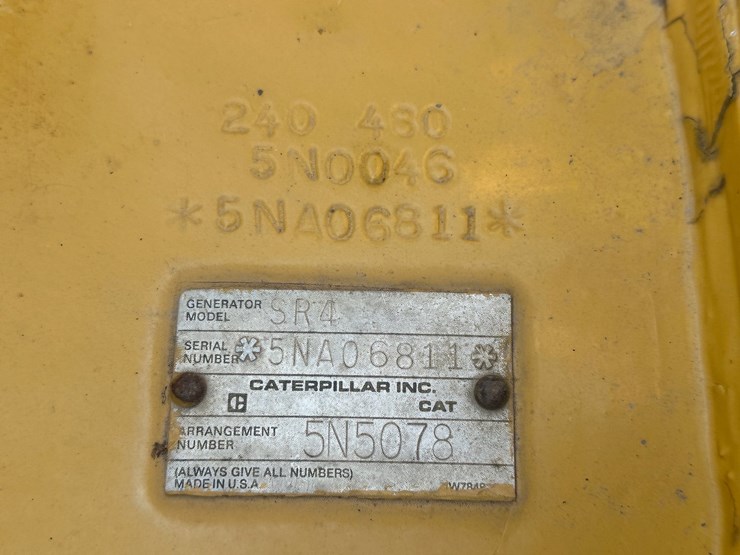 240 480
5N0046
*5NA06811*
GENERATOR MODEL SR4
SERIAL NUMBER *5NA06811*
CATERPILLAR INC.
C CAT
ARRANGEMENT NUMBER 5N5078
(ALWAYS GIVE ALL NUMBERS)
MADE IN U.S.A.